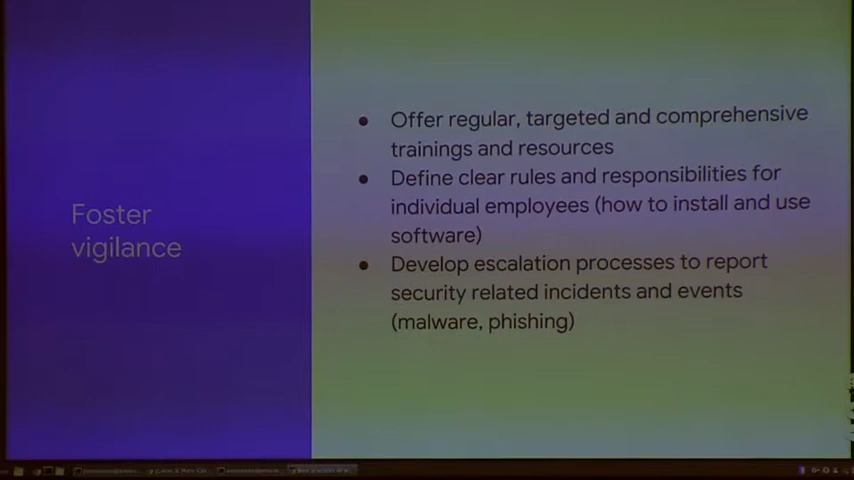 Foster
vigilance
● Offer regular, targeted and comprehensive
trainings and resources
● Define clear rules and responsibilities for
individual employees (how to install and use
software)
● Develop escalation processes to report
security related incidents and events
(malware, phishing)